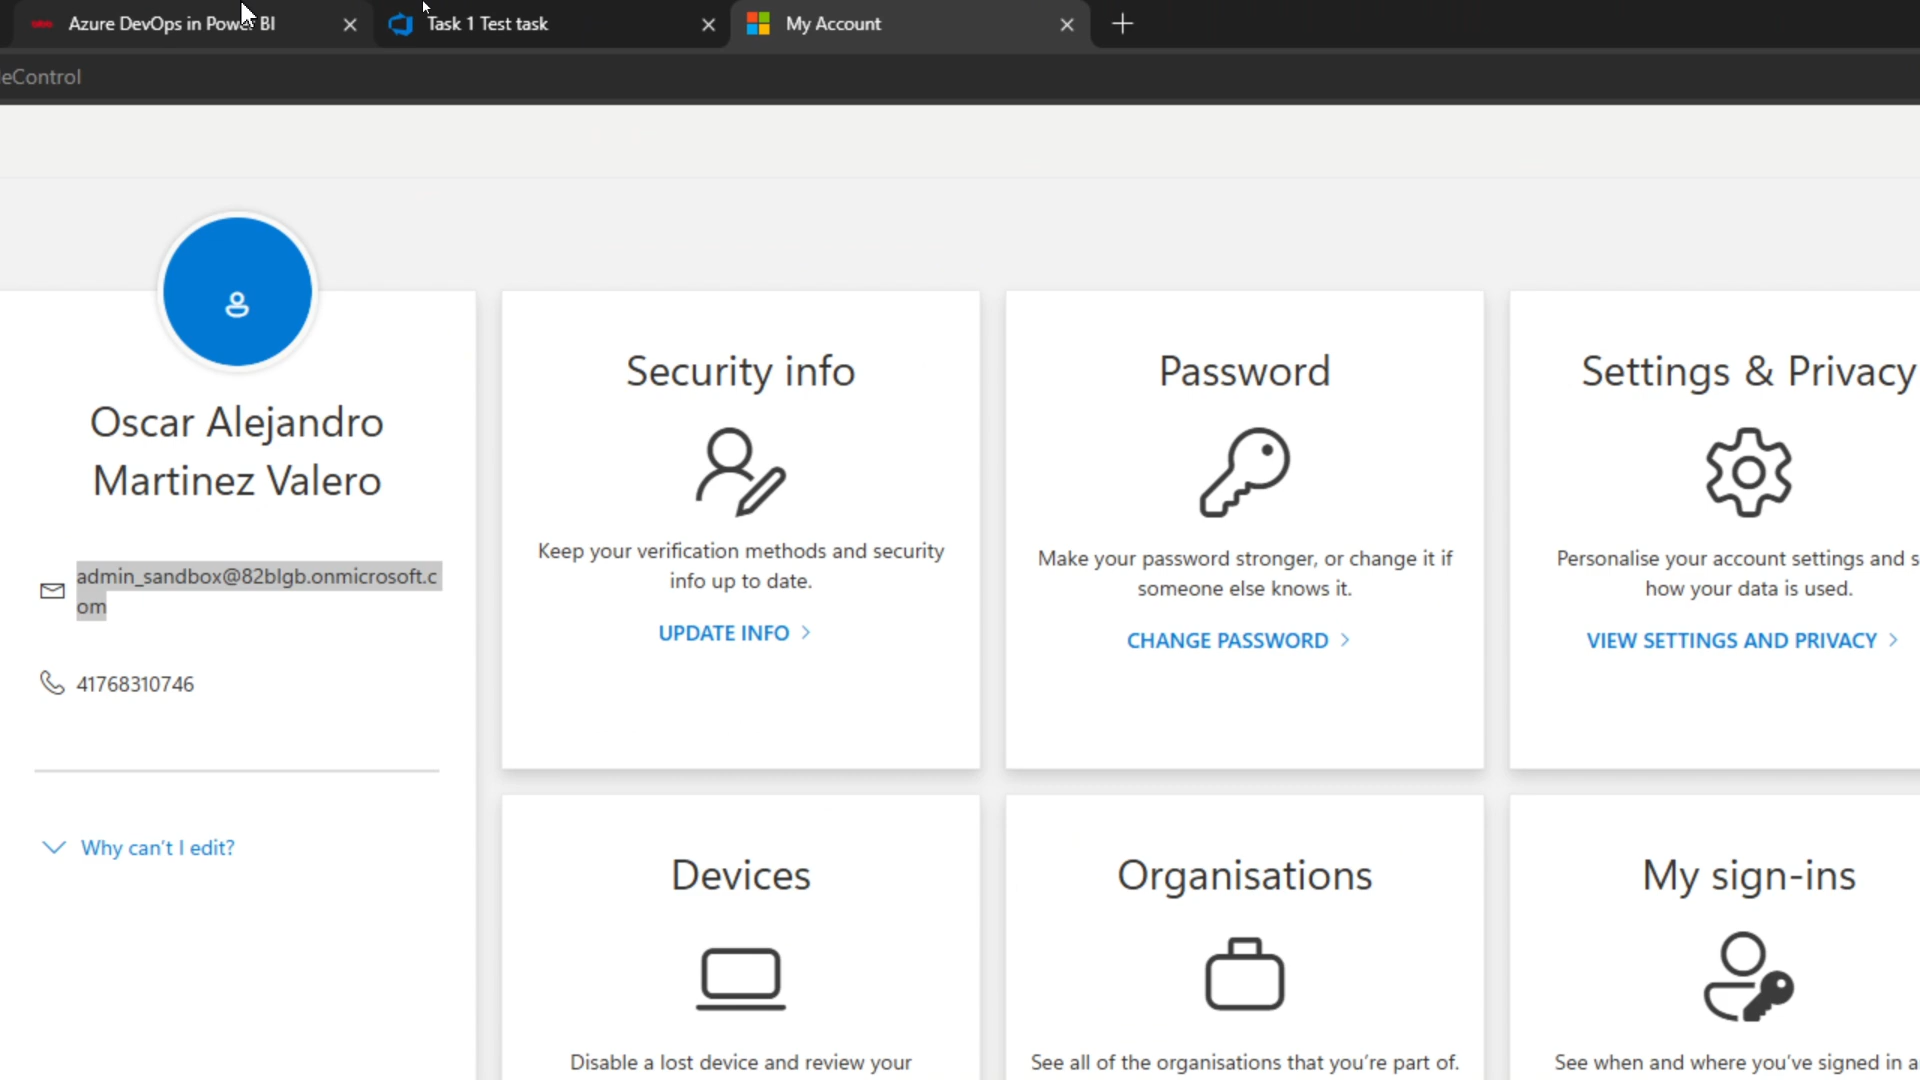 Azure DevOps in Power BI
Task 1 Test task
My Account
eControl
Oscar Alejandro
Martinez Valero
admin_sandbox@82blgb.onmicrosoft.c
om
41768310746
Why can't I edit?
Security info
Keep your verification methods and security
info up to date.
UPDATE INFO
Password
Make your password stronger, or change it if
someone else knows it.
CHANGE PASSWORD
Settings & Privacy
Personalise your account settings and s
how your data is used.
VIEW SETTINGS AND PRIVACY
Devices
Disable a lost device and review your
Organisations
See all of the organisations that you're part of.
My sign-ins
See when and where you've signed in a